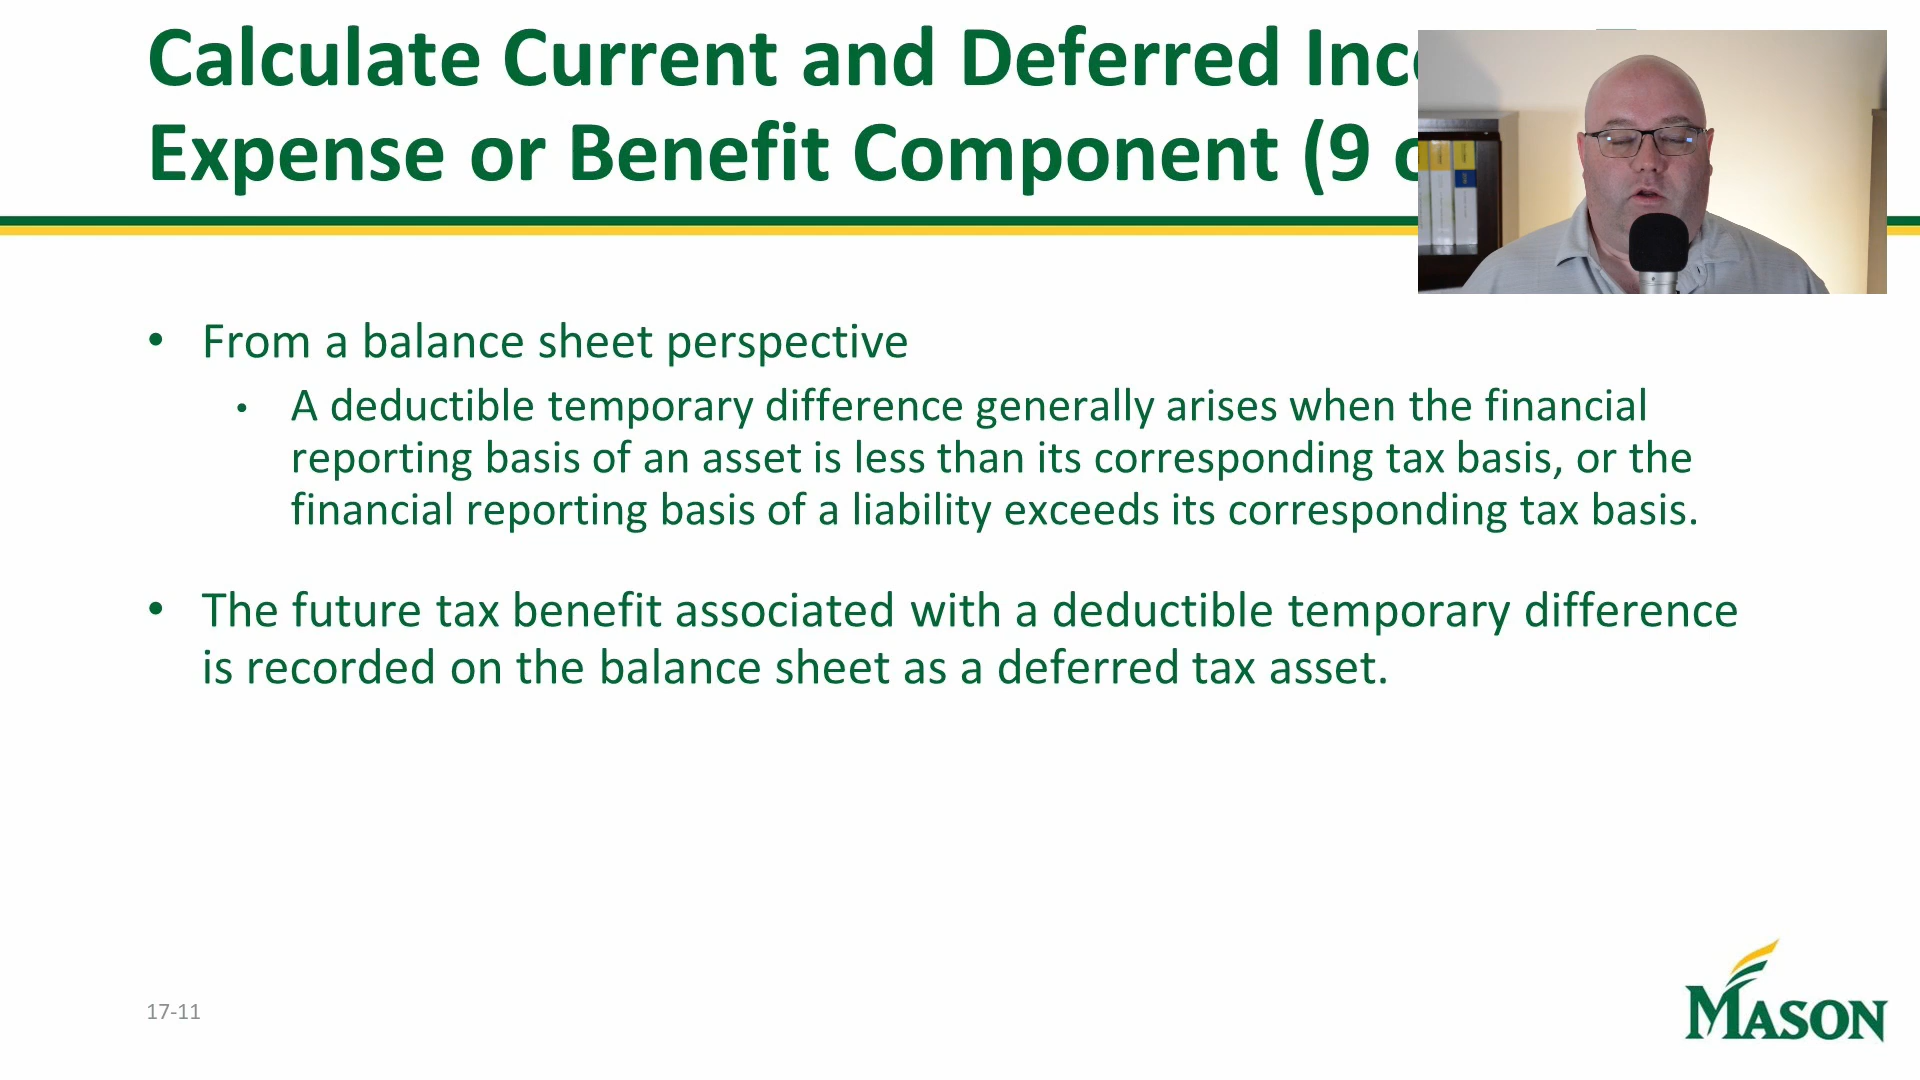 Calculate Current and Deferred
Expense or Benefit Component (9
• From a balance sheet perspective
• A deductible temporary difference generally arises when the financial
reporting basis of an asset is less than its corresponding tax basis, or the
financial reporting basis of a liability exceeds its corresponding tax basis.
• The future tax benefit associated with a deductible temporary difference
is recorded on the balance sheet as a deferred tax asset.
17-11
MASON